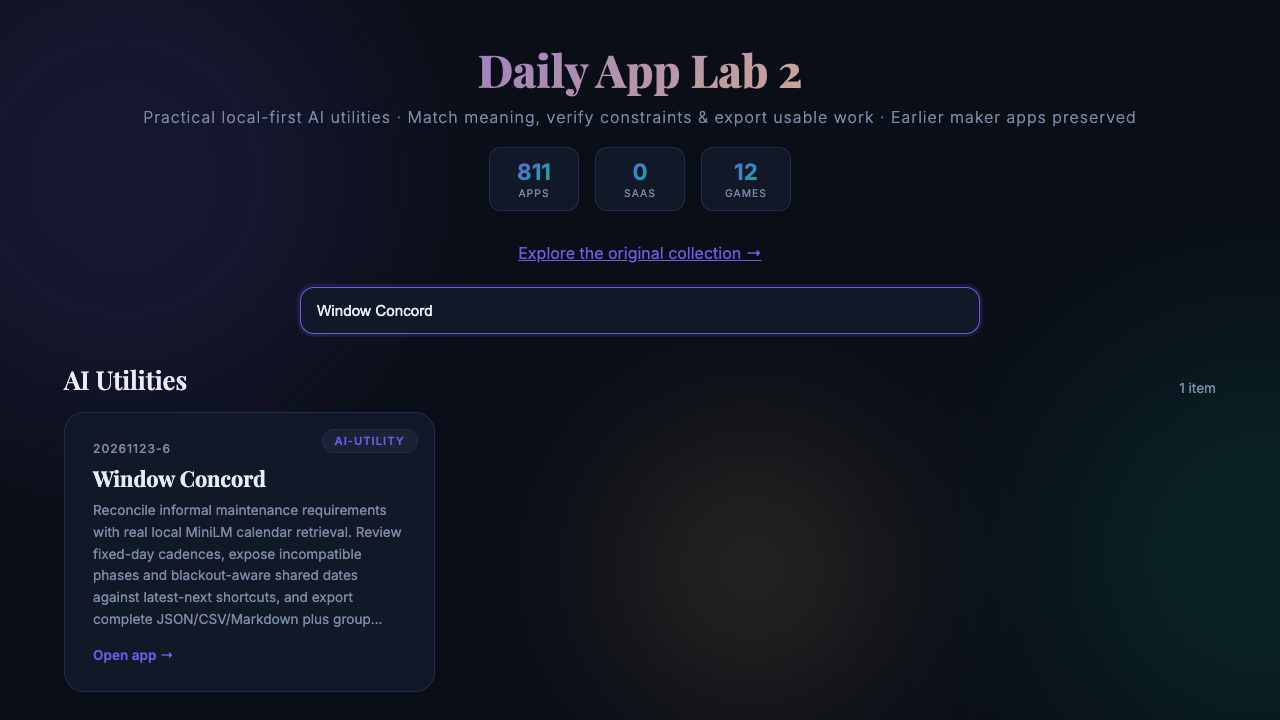 Daily App Lab 2
Practical local-first AI utilities · Match meaning, verify constraints & export usable work · Earlier maker apps preserved
811
APPS
0
SAAS
12
GAMES
Explore the original collection →
Window Concord
AI Utilities
1 item
20261123-6
AI-UTILITY
Window Concord
Reconcile informal maintenance requirements
with real local MiniLM calendar retrieval. Review
fixed-day cadences, expose incompatible
phases and blackout-aware shared dates
against latest-next shortcuts, and export
complete JSON/CSV/Markdown plus group...
Open app →